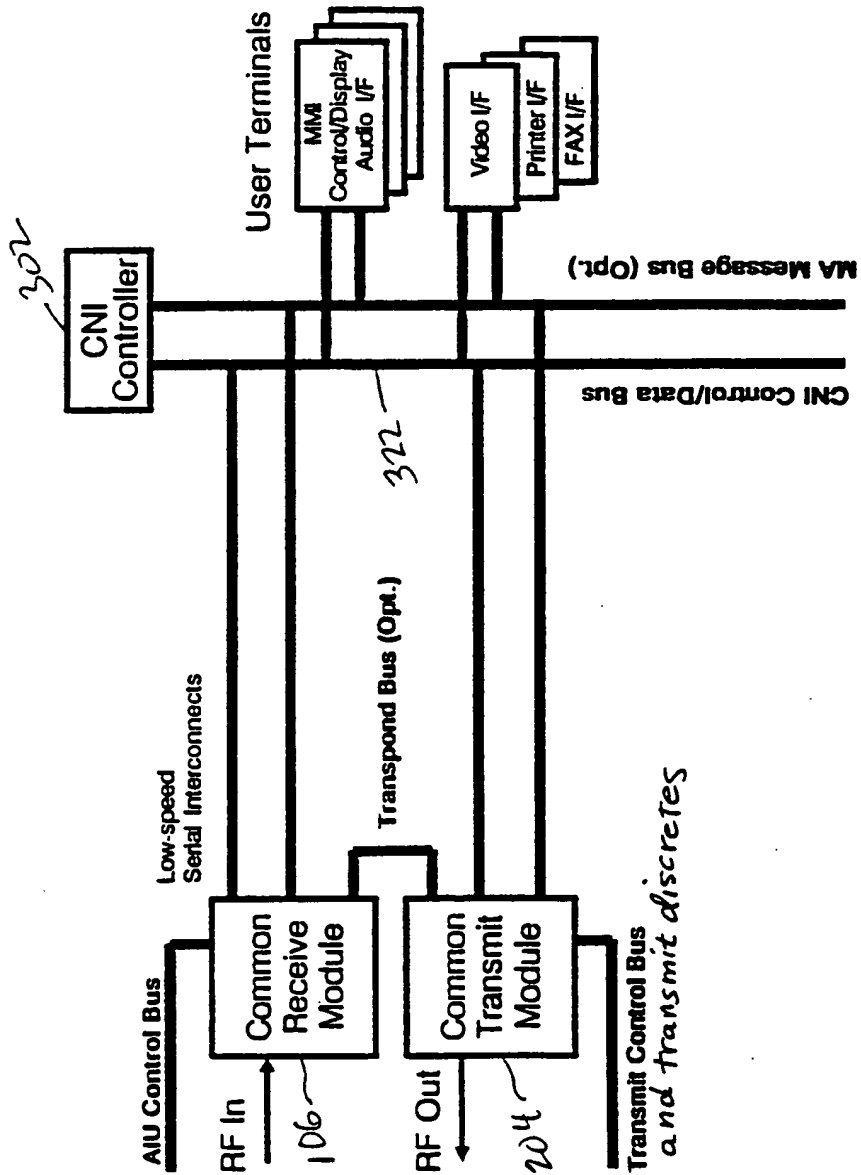 302
CNI
Controller
User Terminals
MMI
Control/Display
Audio I/F
Video I/F
Printer I/F
FAX I/F
MA Message Bus (Opt.)
CNI Control/Data Bus
322
Low-speed
Serial Interconnects
Transpond Bus (Opt.)
AIU Control Bus
RF In
Common
Receive
Module
106
RF Out
Common
Transmit
Module
204
Transmit Control Bus
and transmit discretes